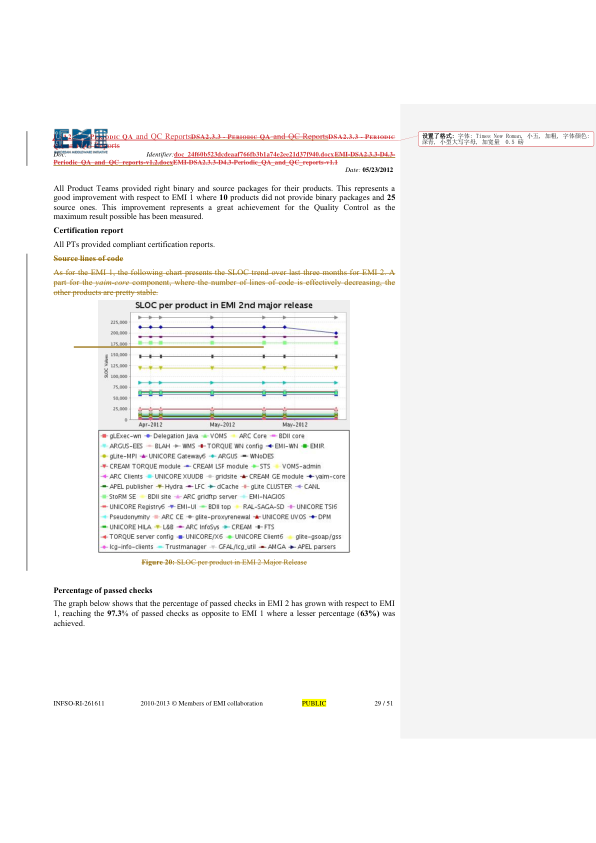 QA and QC ReportsDSA2.3.3 - PERIODIC QA and QC ReportsDSA2.3.3 - PERIODIC
EMI
Doc. Identifier: doc_24f60b523dcdeaaf766fb3b1a74c2ee21d37f940.docxEMI-DSA2.3.3-D4.3-
Periodic_QA_and_QC_reports-v1.2.docxEMI-DSA2.3.3-D4.3-Periodic_QA_and_QC_reports-v1.1
Date: 05/23/2012
设置了格式: 字体: Times New Roman, 小五, 加粗, 字体颜色:
深青, 小型大写字母, 加宽量 0.5 磅
All Product Teams provided right binary and source packages for their products. This represents a
good improvement with respect to EMI 1 where 10 products did not provide binary packages and 25
source ones. This improvement represents a great achievement for the Quality Control as the
maximum result possible has been measured.
Certification report
All PTs provided compliant certification reports.
Source lines of code
As for the EMI 1, the following chart presents the SLOC trend over last three months for EMI 2. A
part for the yaim-core component, where the number of lines of code is effectively decreasing, the
other products are pretty stable.
SLOC per product in EMI 2nd major release
SLOC Values
225,000
200,000
175,000
150,000
125,000
100,000
75,000
50,000
25,000
0
Apr-2012 May-2012 May-2012
gLExec-wn Delegation Java VOMS ARC Core BDII core
ARGUS-EES BLAH WMS TORQUE WN config EMI-WN EMIR
gLite-MPI UNICORE Gateway6 ARGUS WNoDES
CREAM TORQUE module CREAM LSF module STS VOMS-admin
ARC Clients UNICORE XUUDB gridsite CREAM GE module yaim-core
APEL publisher Hydra LFC dCache gLite CLUSTER CANL
StoRM SE BDII site ARC gridftp server EMI-NAGIOS
UNICORE Registry6 EMI-UI BDII top RAL-SAGA-SD UNICORE TSI6
Pseudonymity ARC CE glite-proxyrenewal UNICORE UVOS DPM
UNICORE HILA L&B ARC InfoSys CREAM FTS
TORQUE server config UNICORE/X6 UNICORE Client6 glite-gsoap/gss
lcg-info-clients Trustmanager GFAL/lcg_util AMGA APEL parsers
Figure 20: SLOC per product in EMI 2 Major Release
Percentage of passed checks
The graph below shows that the percentage of passed checks in EMI 2 has grown with respect to EMI
1, reaching the 97.3% of passed checks as opposed to EMI 1 where a lesser percentage (63%) was
achieved.
INFSO-RI-261611 2010-2013 © Members of EMI collaboration PUBLIC 29 / 51